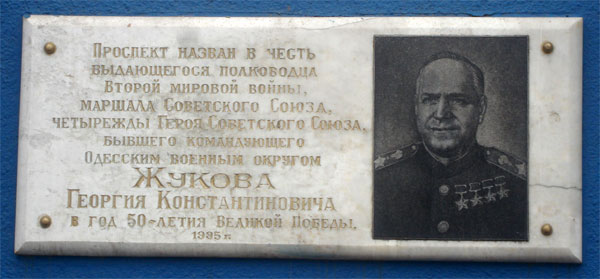 Проспект назван в честь
выдающегося полководца
Второй мировой войны,
маршала Советского Союза,
четырежды Героя Советского Союза,
бывшего командующего
Одесским военным округом
Жукова
Георгия Константиновича
в год 50-летия Великой Победы.
1995 г.